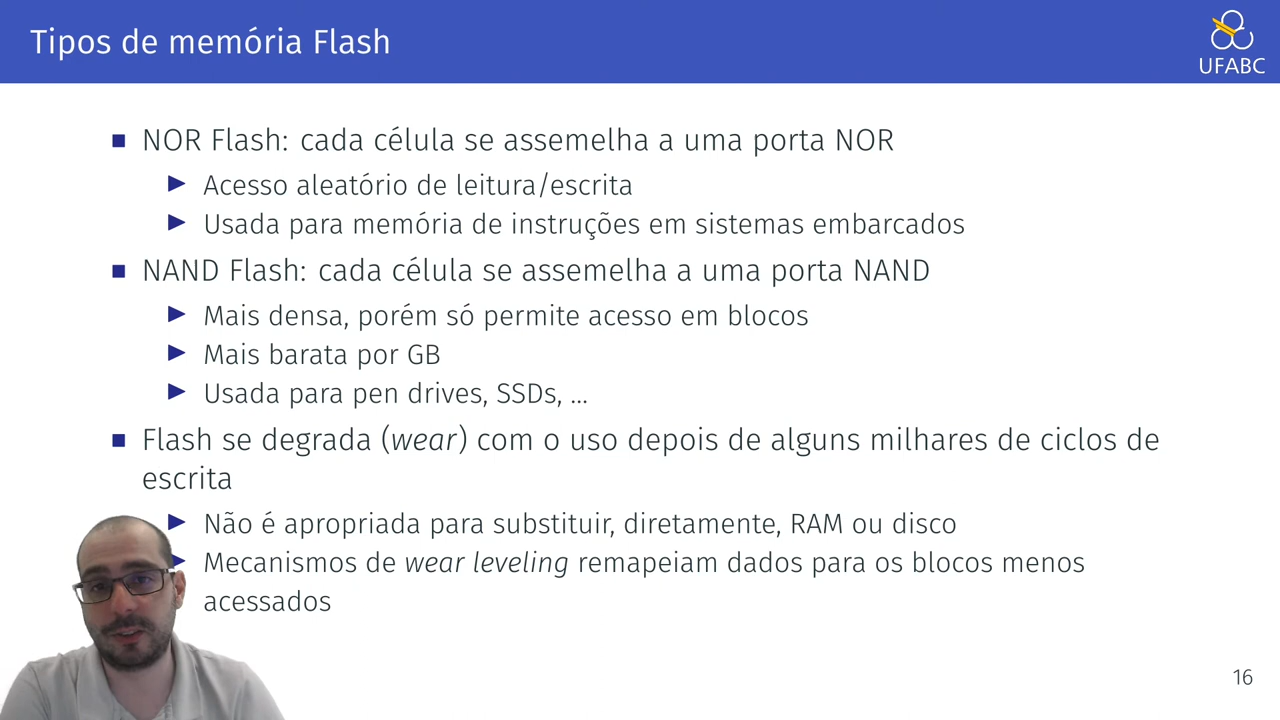 Tipos de memória Flash
UFABC
NOR Flash: cada célula se assemelha a uma porta NOR
Acesso aleatório de leitura/escrita
Usada para memória de instruções em sistemas embarcados
NAND Flash: cada célula se assemelha a uma porta NAND
Mais densa, porém só permite acesso em blocos
Mais barata por GB
Usada para pen drives, SSDs, ...
Flash se degrada (wear) com o uso depois de alguns milhares de ciclos de
escrita
Não é apropriada para substituir, diretamente, RAM ou disco
Mecanismos de wear leveling remapeiam dados para os blocos menos
acessados
16